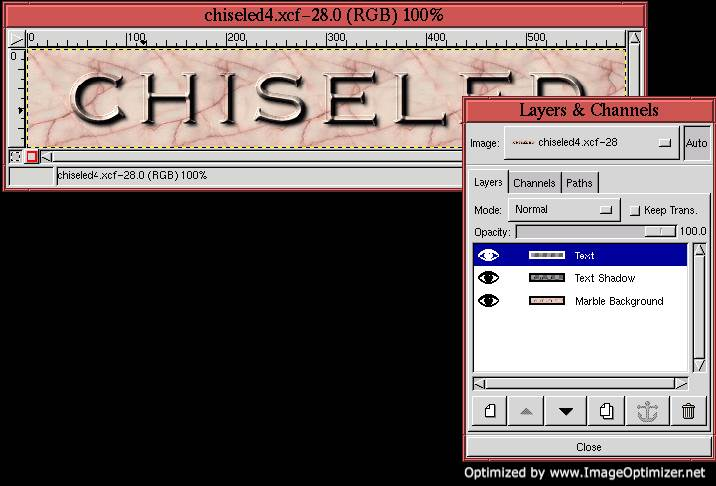 chiseled4.xcf-28.0 (RGB) 100%
0 100 200 300 400 500
0
CHISELED
chiseled4.xcf-28.0 (RGB) 100%
Layers & Channels
Image: chiseled4.xcf-28 Auto
Layers Channels Paths
Mode: Normal Keep Trans.
Opacity: 100.0
Text
Text Shadow
Marble Background
Close
Optimized by www.ImageOptimizer.net